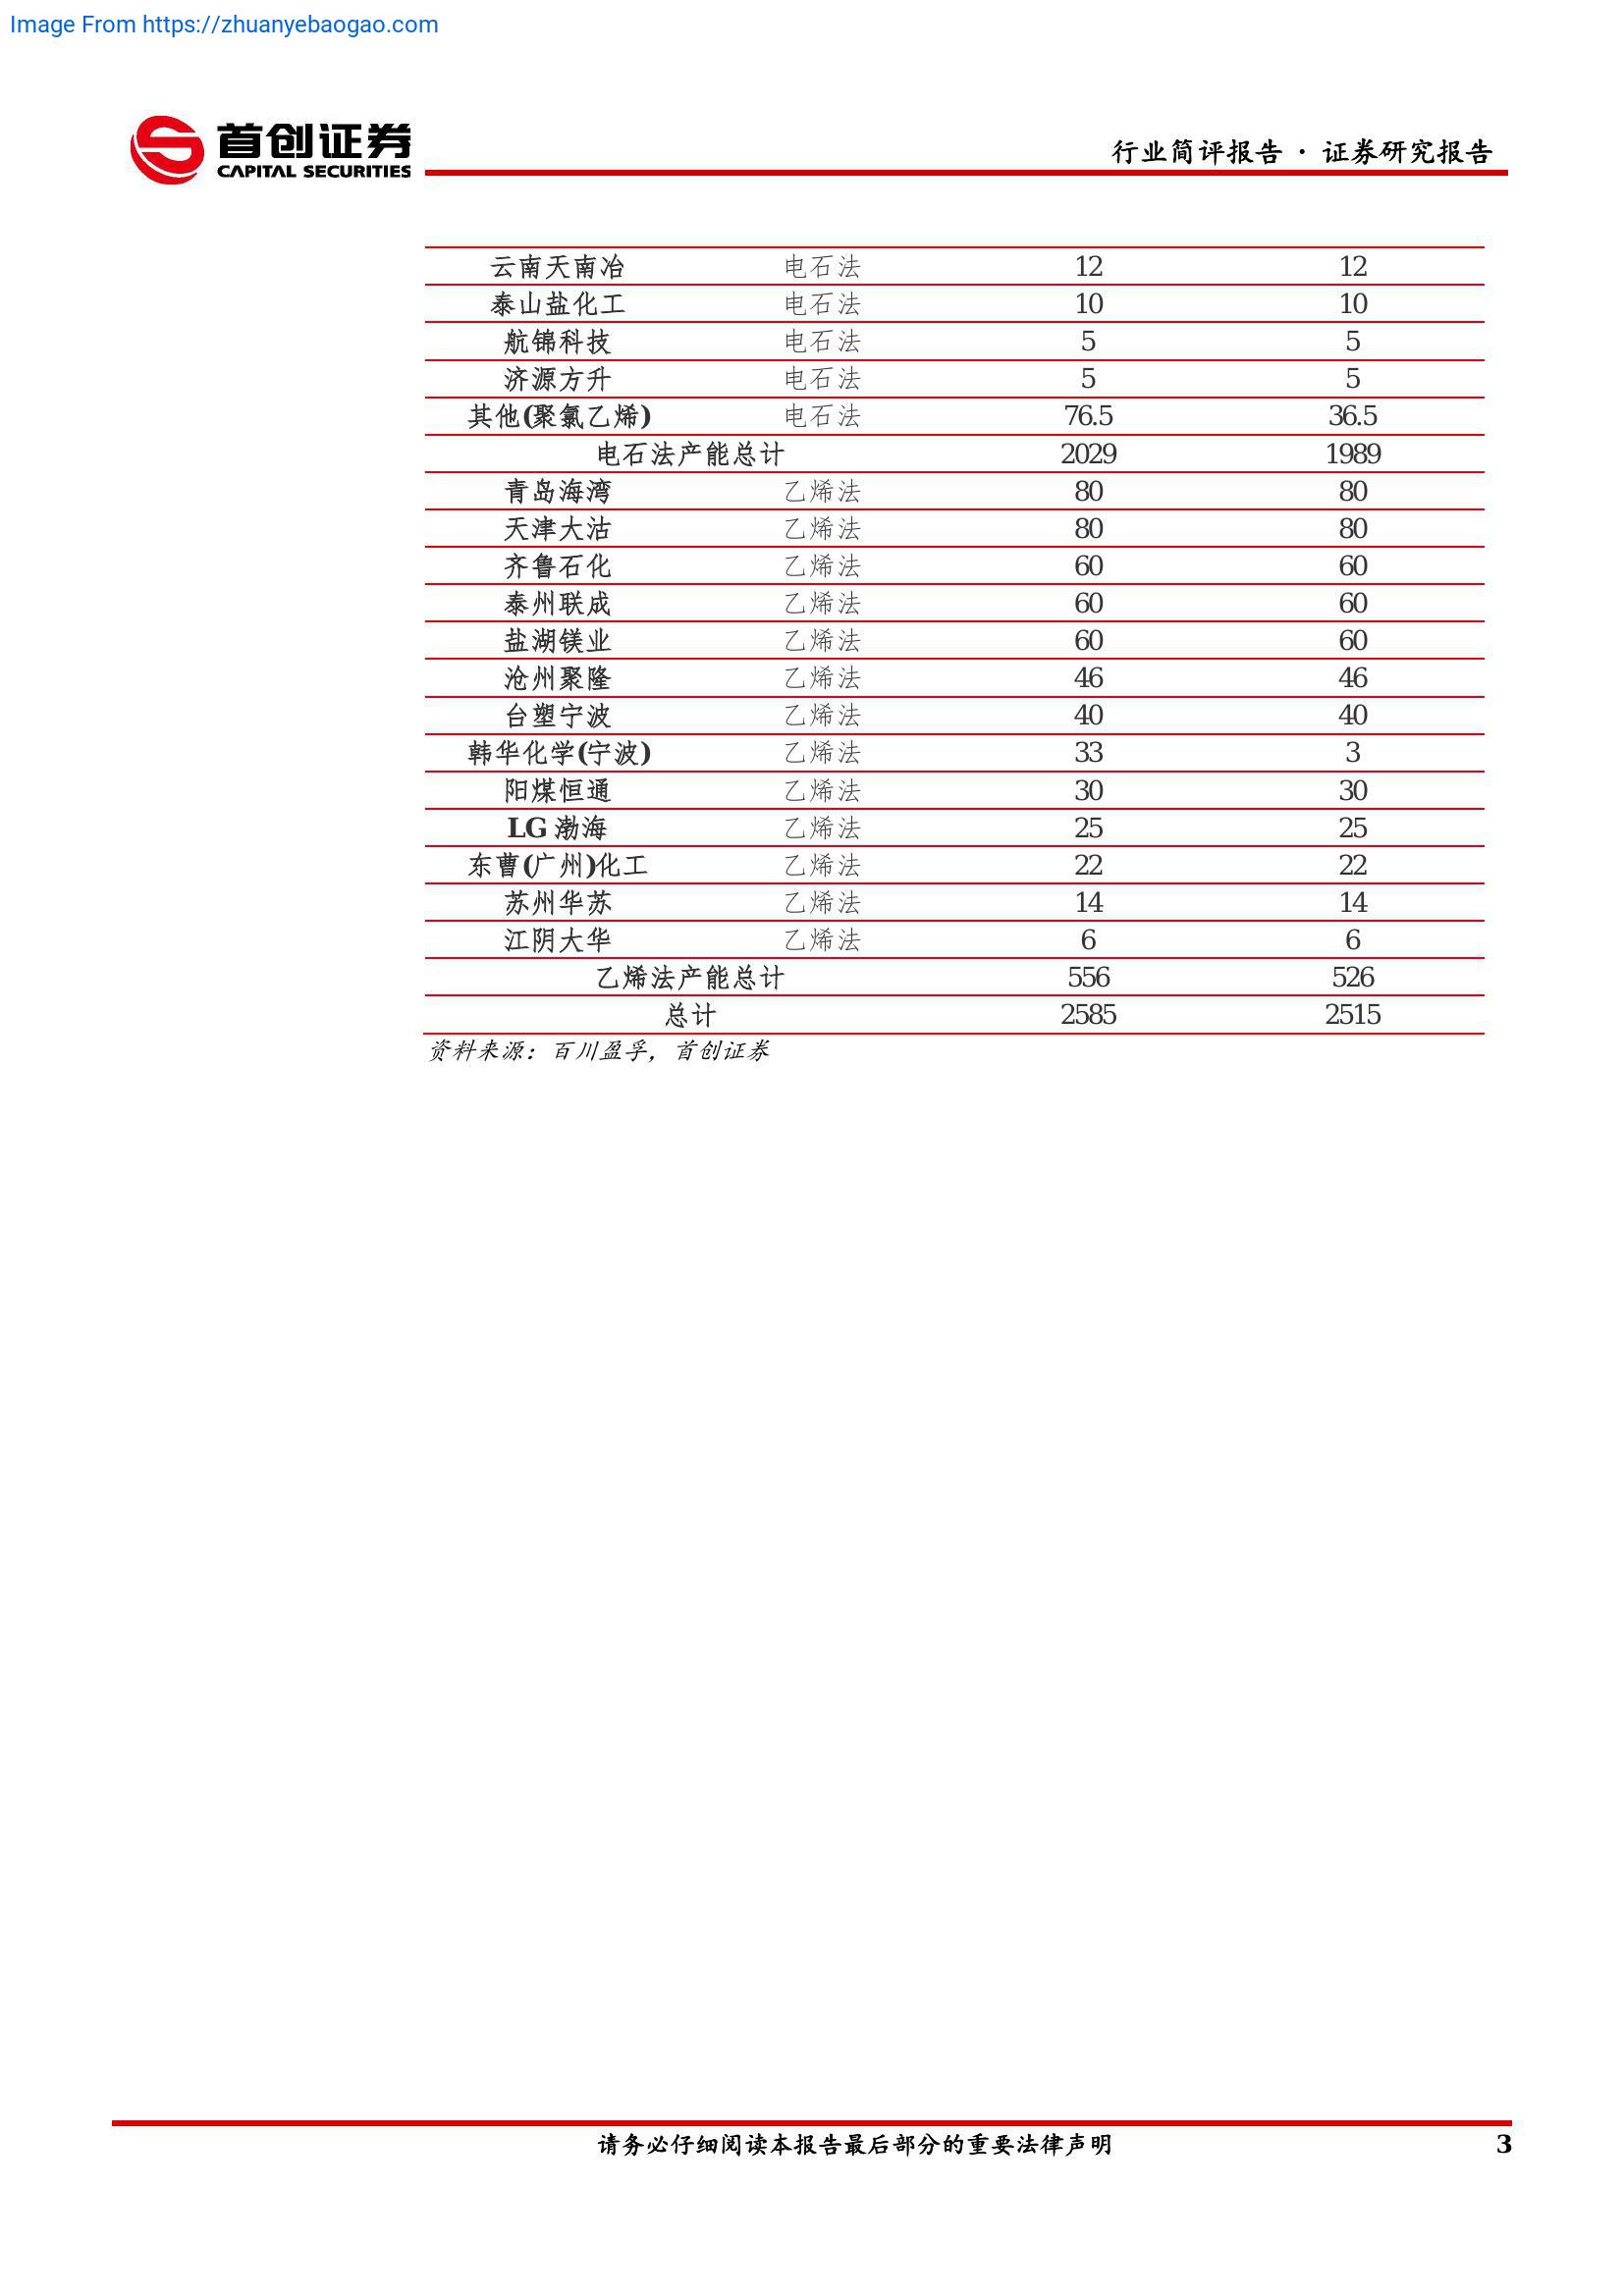 Image From https://zhuanyebaogao.com
首创证券
CAPITAL SECURITIES
行业简评报告 · 证券研究报告
云南天南冶 电石法 12 12
泰山盐化工 电石法 10 10
航锦科技 电石法 5 5
济源方升 电石法 5 5
其他(聚氯乙烯) 电石法 76.5 36.5
电石法产能总计 2029 1989
青岛海湾 乙烯法 80 80
天津大沽 乙烯法 80 80
齐鲁石化 乙烯法 60 60
泰州联成 乙烯法 60 60
盐湖镁业 乙烯法 60 60
沧州聚隆 乙烯法 46 46
台塑宁波 乙烯法 40 40
韩华化学(宁波) 乙烯法 33 3
阳煤恒通 乙烯法 30 30
LG 渤海 乙烯法 25 25
东曹(广州)化工 乙烯法 22 22
苏州华苏 乙烯法 14 14
江阴大华 乙烯法 6 6
乙烯法产能总计 556 526
总计 2585 2515
资料来源：百川盈孚，首创证券
请务必仔细阅读本报告最后部分的重要法律声明 3